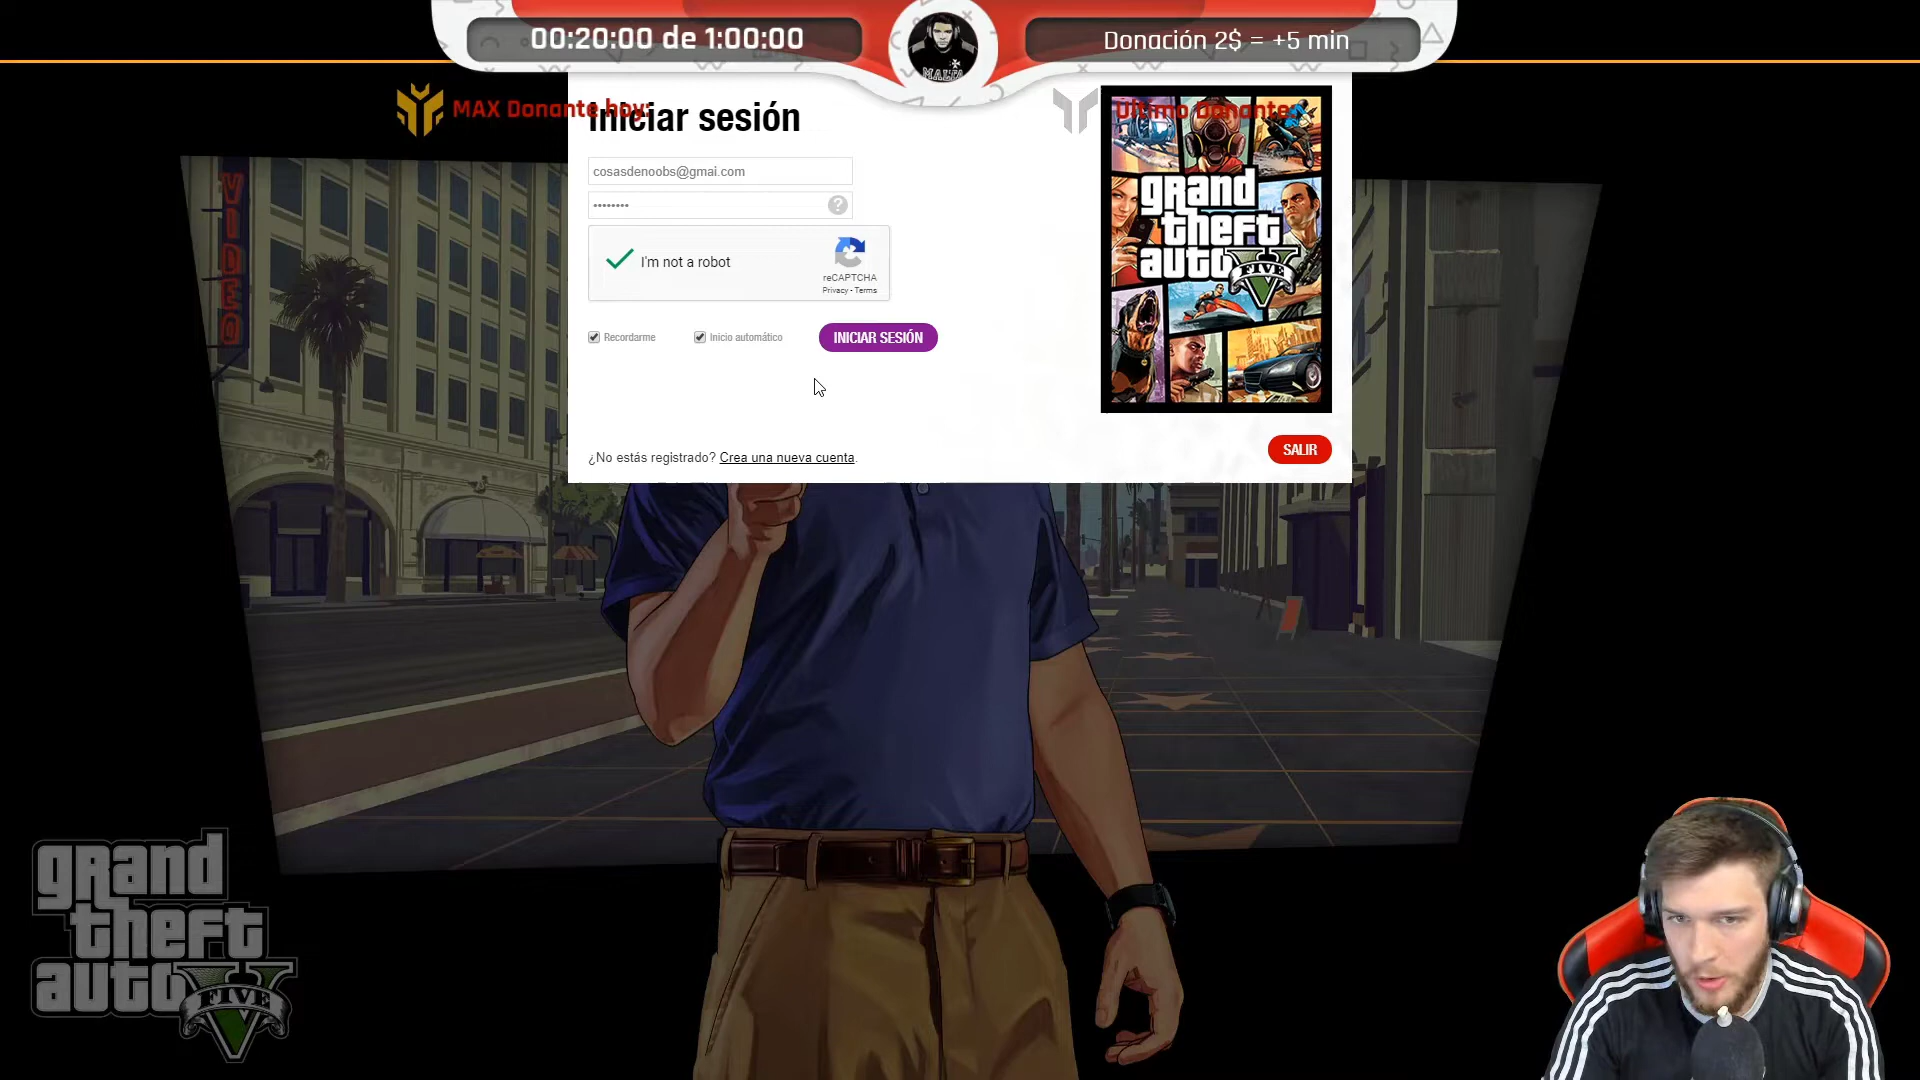 00:20:00 de 1:00:00
MALFA
Donación 2$ = +5 min
MAX Donante hoy:
Último Donante:
Iniciar sesión
cosasdenoobs@gmai.com
••••••••
?
I'm not a robot
reCAPTCHA
Privacy - Terms
Recordarme
Inicio automático
INICIAR SESIÓN
¿No estás registrado? Crea una nueva cuenta.
SALIR
grand
theft
auto V
FIVE
VIDEO
grand
theft
auto V
FIVE